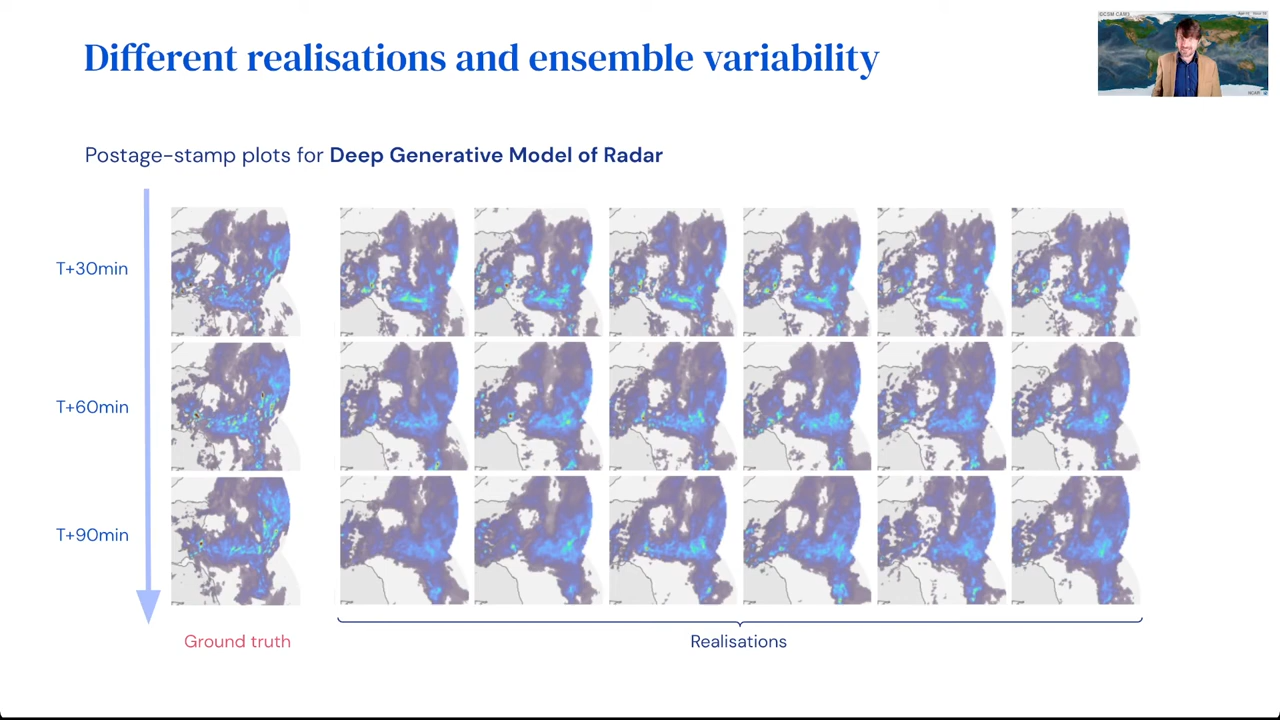 Different realisations and ensemble variability
Postage-stamp plots for Deep Generative Model of Radar
T+30min
T+60min
T+90min
Ground truth
Realisations